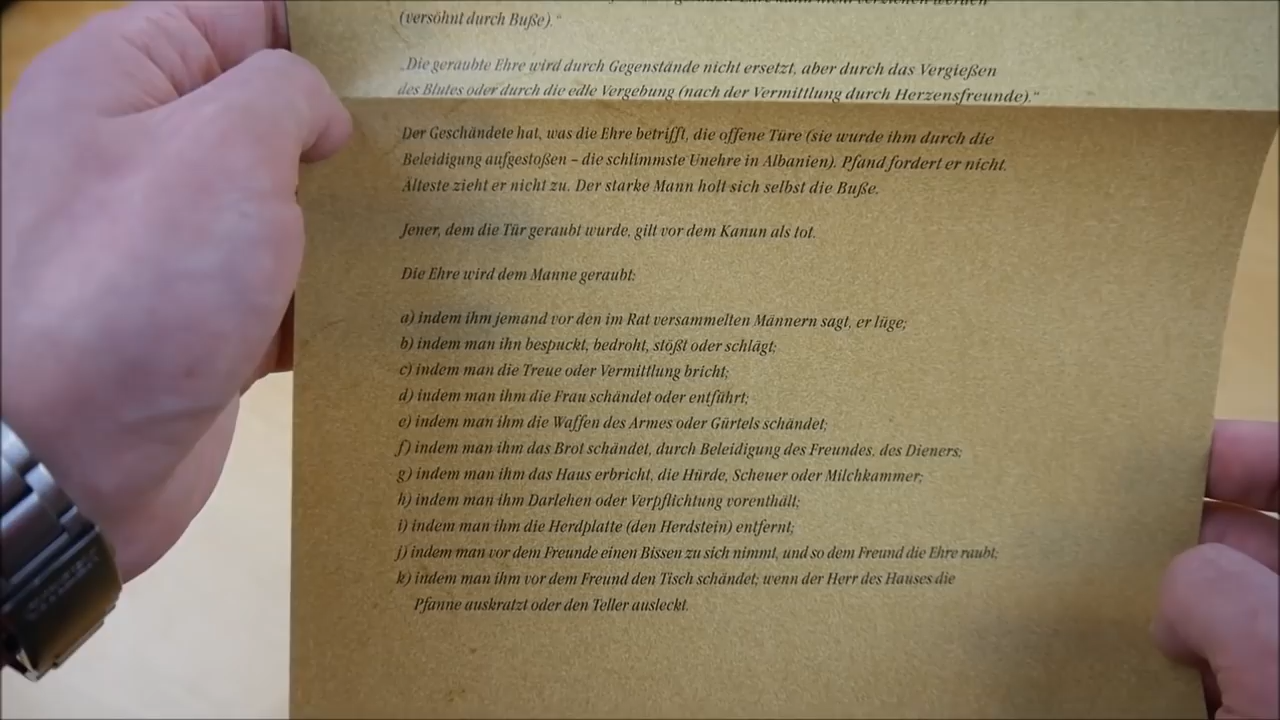 (versöhnt durch Buße).“
„Die geraubte Ehre wird durch Gegenstände nicht ersetzt, aber durch das Vergießen
des Blutes oder durch die edle Vergebung (nach der Vermittlung durch Herzensfreunde).“
Der Geschändete hat, was die Ehre betrifft, die offene Türe (sie wurde ihm durch die
Beleidigung aufgestoßen – die schlimmste Unehre in Albanien). Pfand fordert er nicht.
Älteste zieht er nicht zu. Der starke Mann holt sich selbst die Buße.
Jener, dem die Tür geraubt wurde, gilt vor dem Kanun als tot.
Die Ehre wird dem Manne geraubt:
a) indem ihm jemand vor den im Rat versammelten Männern sagt, er lüge;
b) indem man ihn bespuckt, bedroht, stößt oder schlägt;
c) indem man die Treue oder Vermittlung bricht;
d) indem man ihm die Frau schändet oder entführt;
e) indem man ihm die Waffen des Armes oder Gürtels schändet;
f) indem man ihm das Brot schändet, durch Beleidigung des Freundes, des Dieners;
g) indem man ihm das Haus erbricht, die Hürde, Scheuer oder Milchkammer;
h) indem man ihm Darlehen oder Verpflichtung vorenthält;
i) indem man ihm die Herdplatte (den Herdstein) entfernt;
j) indem man vor dem Freunde einen Bissen zu sich nimmt, und so dem Freund die Ehre raubt;
k) indem man ihm vor dem Freund den Tisch schändet; wenn der Herr des Hauses die
Pfanne auskratzt oder den Teller ausleckt.